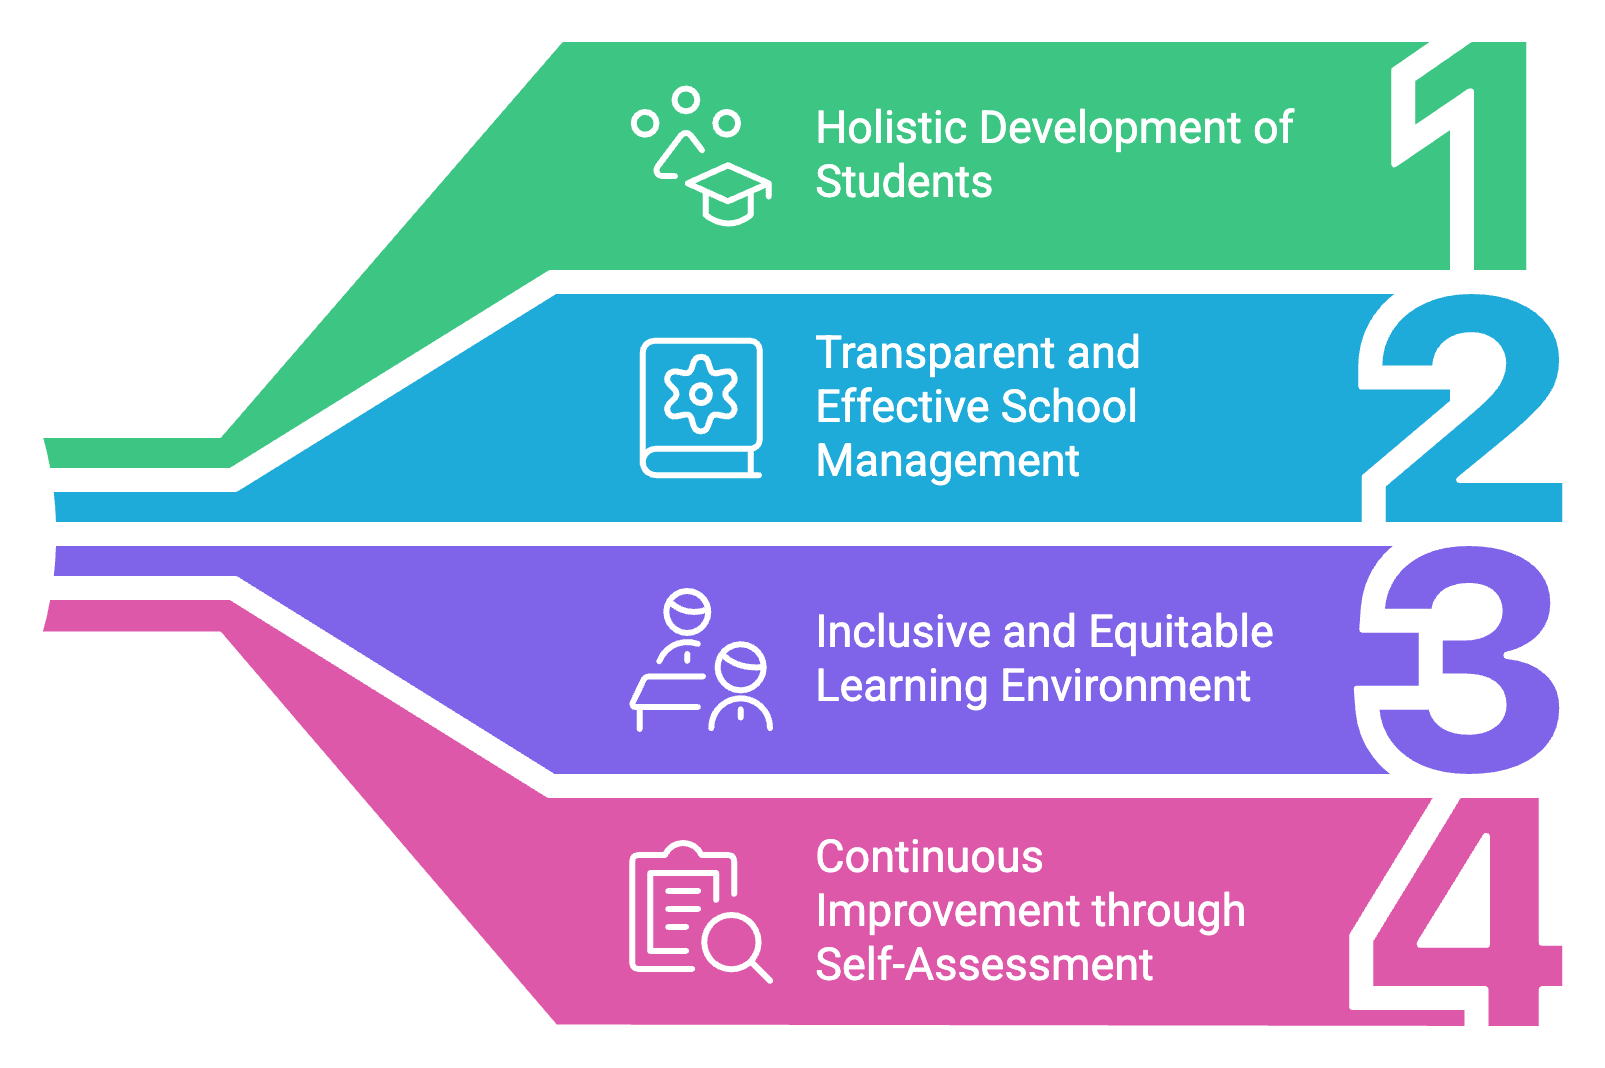 Holistic Development of
Students
1
Transparent and
Effective School
Management
2
Inclusive and Equitable
Learning Environment
3
Continuous
Improvement through
Self-Assessment
4